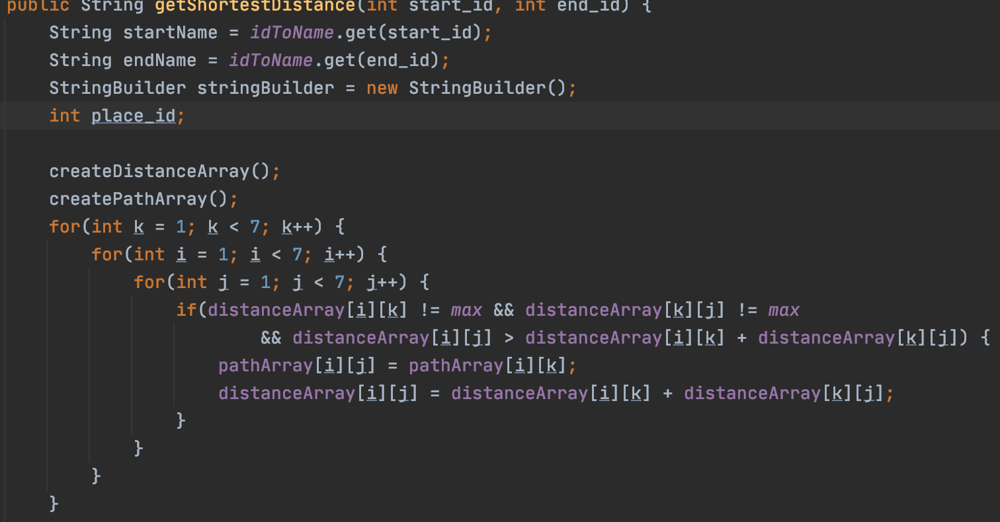 public String getShortestDistance(int start_id, int end_id) {
    String startName = idToName.get(start_id);
    String endName = idToName.get(end_id);
    StringBuilder stringBuilder = new StringBuilder();
    int place_id;

    createDistanceArray();
    createPathArray();
    for(int k = 1; k < 7; k++) {
        for(int i = 1; i < 7; i++) {
            for(int j = 1; j < 7; j++) {
                if(distanceArray[i][k] != max && distanceArray[k][j] != max
                        && distanceArray[i][j] > distanceArray[i][k] + distanceArray[k][j]) {
                    pathArray[i][j] = pathArray[i][k];
                    distanceArray[i][j] = distanceArray[i][k] + distanceArray[k][j];
                }
            }
        }
    }